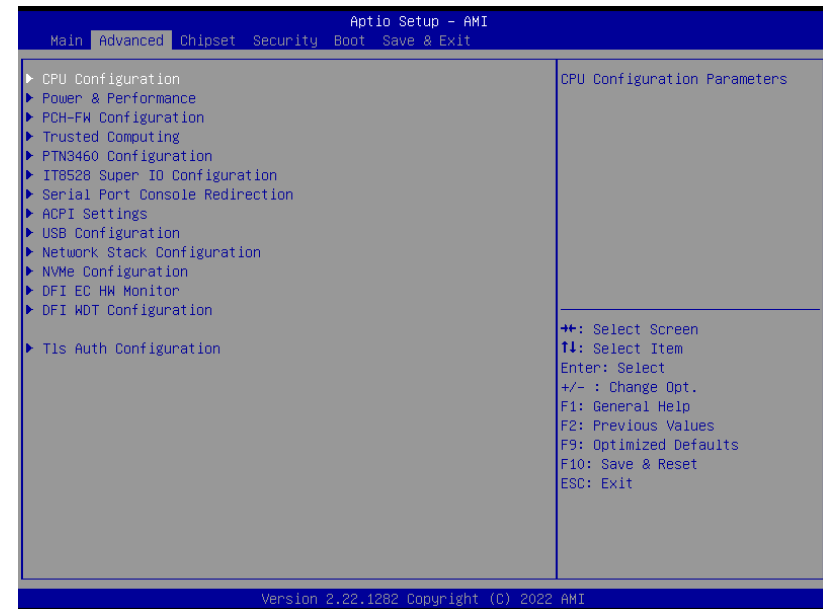 Aptio Setup – AMI
Main Advanced Chipset Security Boot Save & Exit
▶ CPU Configuration
▶ Power & Performance
▶ PCH-FW Configuration
▶ Trusted Computing
▶ PTN3460 Configuration
▶ IT8528 Super IO Configuration
▶ Serial Port Console Redirection
▶ ACPI Settings
▶ USB Configuration
▶ Network Stack Configuration
▶ NVMe Configuration
▶ DFI EC HW Monitor
▶ DFI WDT Configuration
▶ Tls Auth Configuration
CPU Configuration Parameters
→←: Select Screen
↑↓: Select Item
Enter: Select
+/- : Change Opt.
F1: General Help
F2: Previous Values
F9: Optimized Defaults
F10: Save & Reset
ESC: Exit
Version 2.22.1282 Copyright (C) 2022 AMI